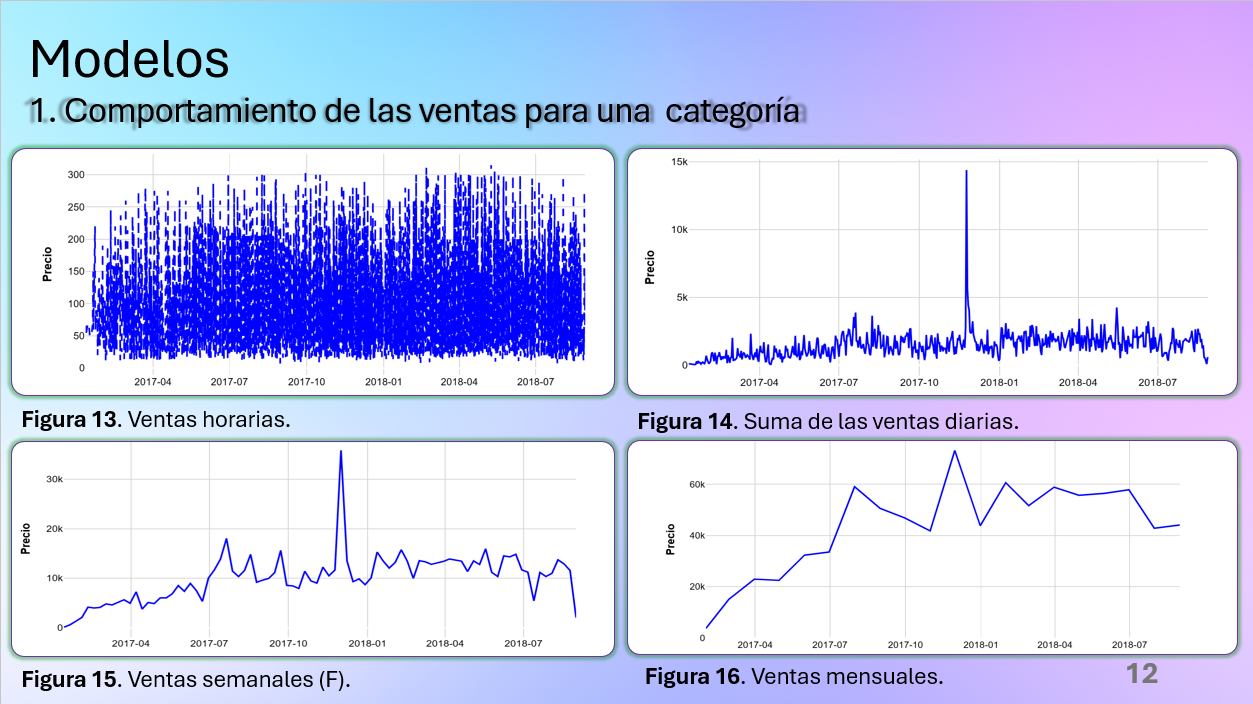 Modelos
1. Comportamiento de las ventas para una categoría
300
250
200
150
100
50
0
Precio
2017-04 2017-07 2017-10 2018-01 2018-04 2018-07
Figura 13. Ventas horarias.
15k
10k
5k
0
Precio
2017-04 2017-07 2017-10 2018-01 2018-04 2018-07
Figura 14. Suma de las ventas diarias.
30k
20k
10k
0
Precio
2017-04 2017-07 2017-10 2018-01 2018-04 2018-07
Figura 15. Ventas semanales (F).
60k
40k
20k
0
Precio
2017-04 2017-07 2017-10 2018-01 2018-04 2018-07
Figura 16. Ventas mensuales.
12